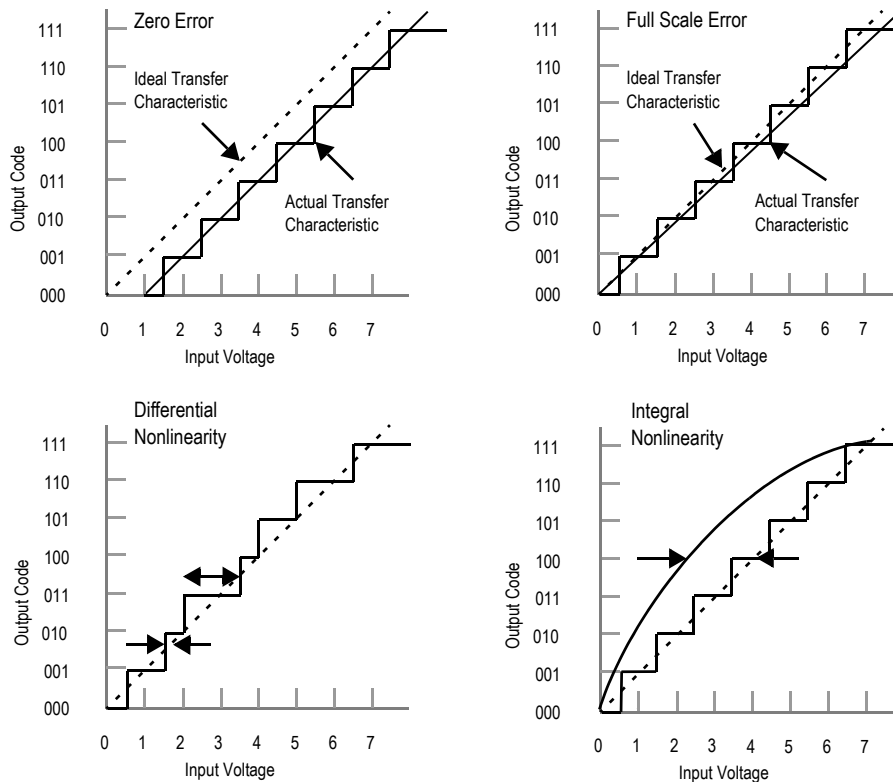 Zero Error
Output Code
111
110
101
100
011
010
001
000
Ideal Transfer
Characteristic
Actual Transfer
Characteristic
0 1 2 3 4 5 6 7
Input Voltage
Full Scale Error
Output Code
111
110
101
100
011
010
001
000
Ideal Transfer
Characteristic
Actual Transfer
Characteristic
0 1 2 3 4 5 6 7
Input Voltage
Differential
Nonlinearity
Output Code
111
110
101
100
011
010
001
000
0 1 2 3 4 5 6 7
Input Voltage
Integral
Nonlinearity
Output Code
111
110
101
100
011
010
001
000
0 1 2 3 4 5 6 7
Input Voltage